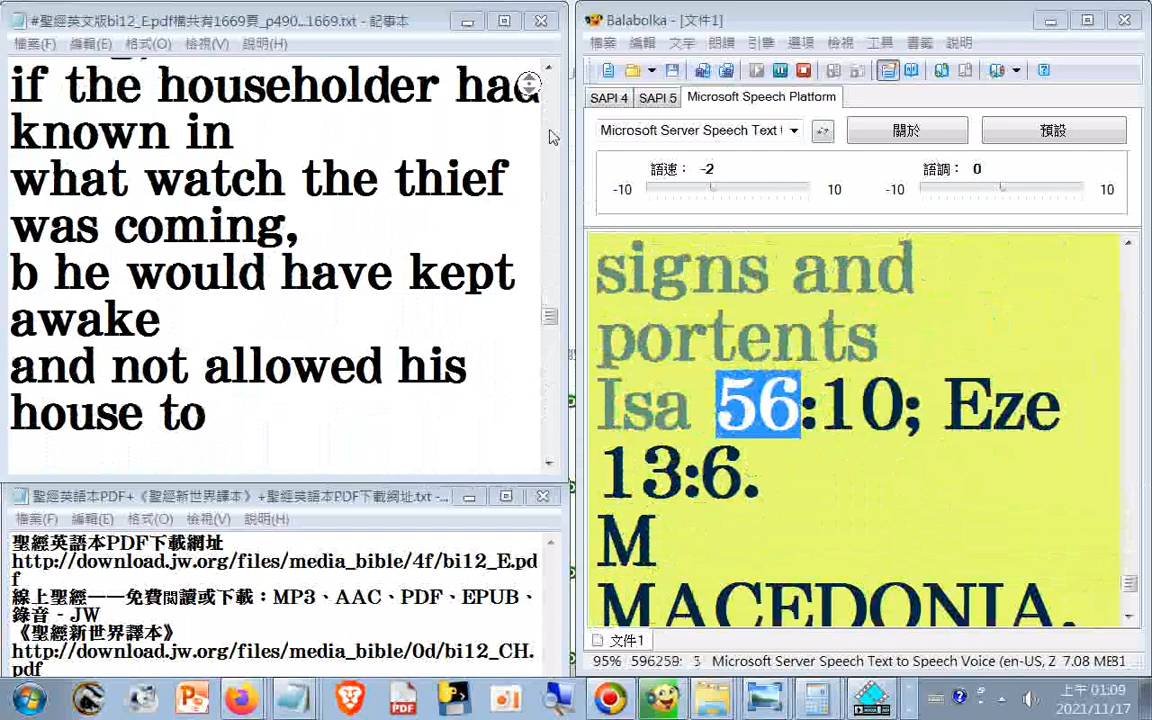 #聖經英文版bi12_E.pdf檔共有1669頁_p490...1669.txt - 記事本
檔案(F) 編輯(E) 格式(O) 檢視(V) 說明(H)
if the householder had
known in
what watch the thief
was coming,
b he would have kept
awake
and not allowed his
house to
聖經英語本PDF+《聖經新世界譯本》+聖經英語本PDF下載網址.txt -...
檔案(F) 編輯(E) 格式(O) 檢視(V) 說明(H)
聖經英語本PDF下載網址
http://download.jw.org/files/media_bible/4f/bi12_E.pd
f
線上聖經——免費閱讀或下載：MP3、AAC、PDF、EPUB、
錄音 - JW
《聖經新世界譯本》
http://download.jw.org/files/media_bible/0d/bi12_CH.
pdf
Balabolka - [文件1]
檔案 編輯 文字 朗讀 引擎 選項 檢視 工具 書籤 說明
SAPI 4 SAPI 5 Microsoft Speech Platform
Microsoft Server Speech Text 關於 預設
語速： -2 語調： 0
-10 10 -10 10
signs and
portents
Isa 56:10; Eze
13:6.
M
MACEDONIA.
文件1
95% 596259: Microsoft Server Speech Text to Speech Voice (en-US, Z 7.08 MB
上午 01:09
2021/11/17